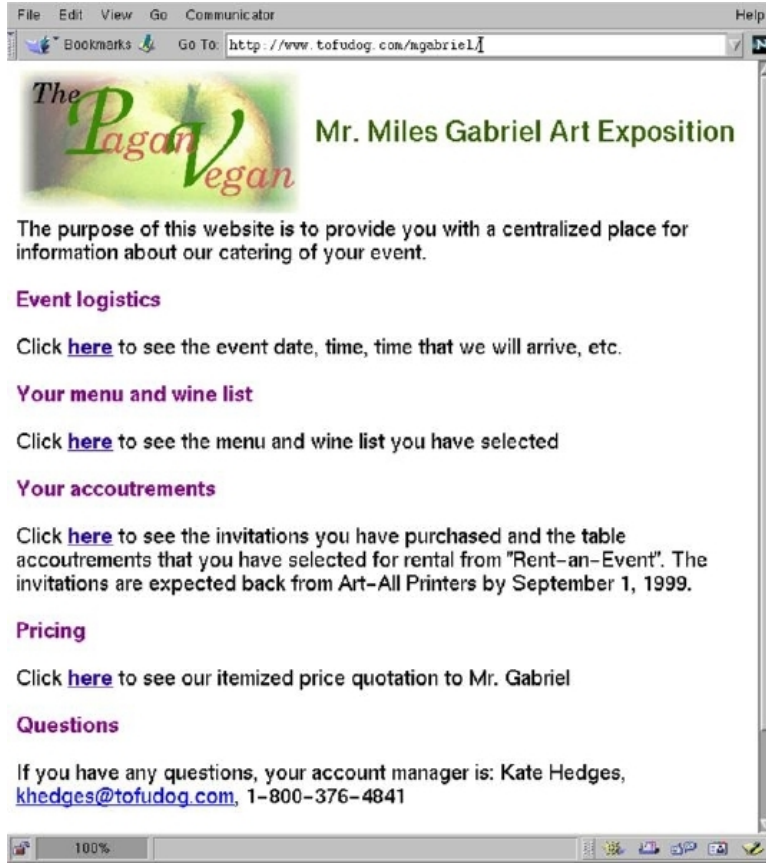 File Edit View Go Communicator Help
Bookmarks Go To: http://www.tofudog.com/mgabriel/
The Pagan Vegan
Mr. Miles Gabriel Art Exposition
The purpose of this website is to provide you with a centralized place for
information about our catering of your event.
Event logistics
Click here to see the event date, time, time that we will arrive, etc.
Your menu and wine list
Click here to see the menu and wine list you have selected
Your accoutrements
Click here to see the invitations you have purchased and the table
accoutrements that you have selected for rental from "Rent-an-Event". The
invitations are expected back from Art-All Printers by September 1, 1999.
Pricing
Click here to see our itemized price quotation to Mr. Gabriel
Questions
If you have any questions, your account manager is: Kate Hedges,
khedges@tofudog.com, 1-800-376-4841
100%